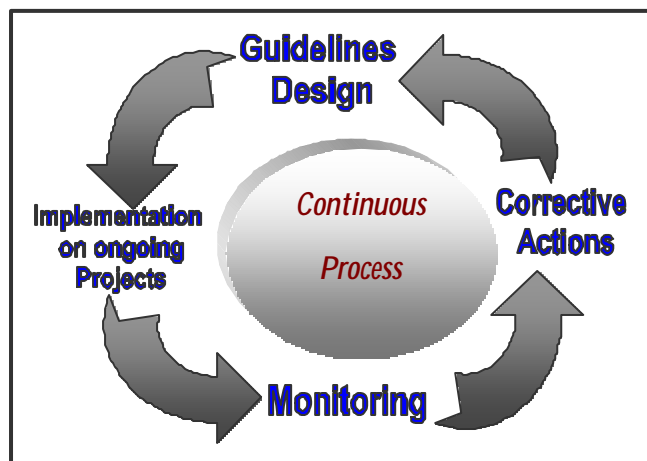 Guidelines
Design
Implementation
on ongoing
Projects
Continuous
Process
Corrective
Actions
Monitoring